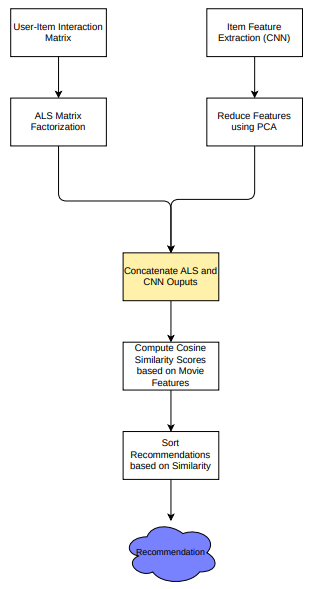 User-Item Interaction
Matrix
Item Feature
Extraction (CNN)
ALS Matrix
Factorization
Reduce Features
using PCA
Concatenate ALS and
CNN Ouputs
Compute Cosine
Similarity Scores
based on Movie
Features
Sort
Recommendations
based on Similarity
Recommendation